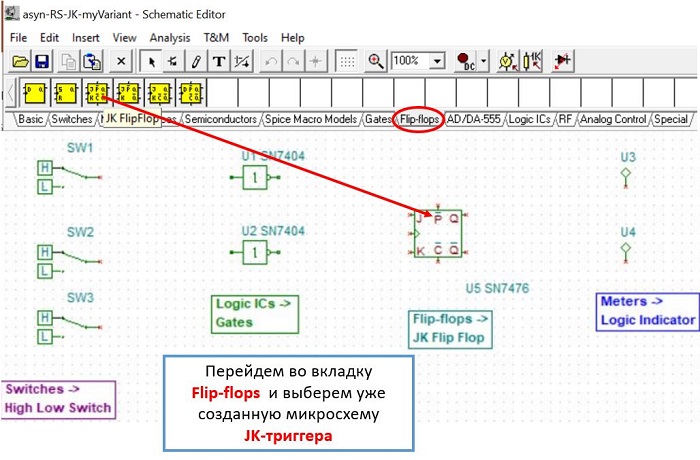 asyn-RS-JK-myVariant - Schematic Editor
File Edit Insert View Analysis T&M Tools Help
T 100% DC
JK FlipFlop
Basic Switches Semiconductors Spice Macro Models Gates Flip-flops AD/DA-555 Logic ICs RF Analog Control Special
SW1 U1 SN7404 U3
H L 1
J P Q
K C Q
SW2 U2 SN7404 U4
H L 1
SW3 U5 SN7476
H L
Logic ICs ->
Gates
Flip-flops ->
JK Flip Flop
Meters ->
Logic Indicator
Switches ->
High Low Switch
Перейдем во вкладку
Flip-flops и выберем уже
созданную микросхему
JK-триггера